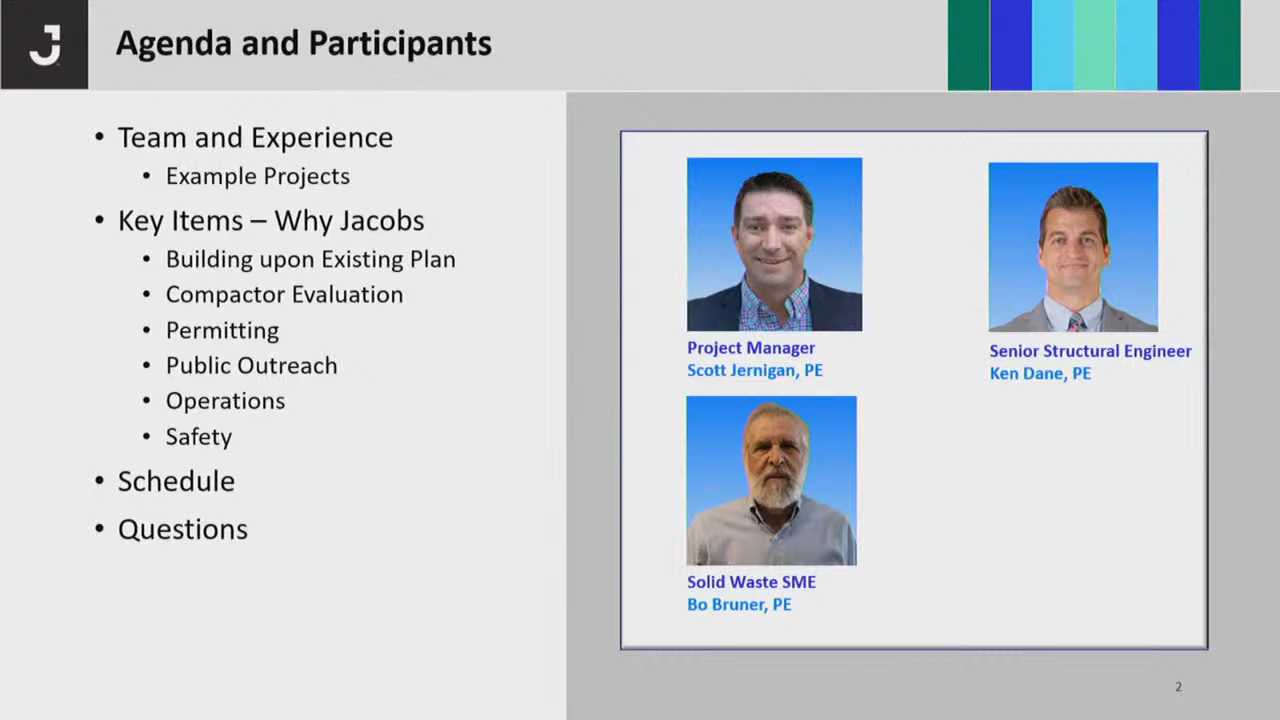 Agenda and Participants
• Team and Experience
• Example Projects
• Key Items – Why Jacobs
• Building upon Existing Plan
• Compactor Evaluation
• Permitting
• Public Outreach
• Operations
• Safety
• Schedule
• Questions
Project Manager
Scott Jernigan, PE
Senior Structural Engineer
Ken Dane, PE
Solid Waste SME
Bo Bruner, PE
2